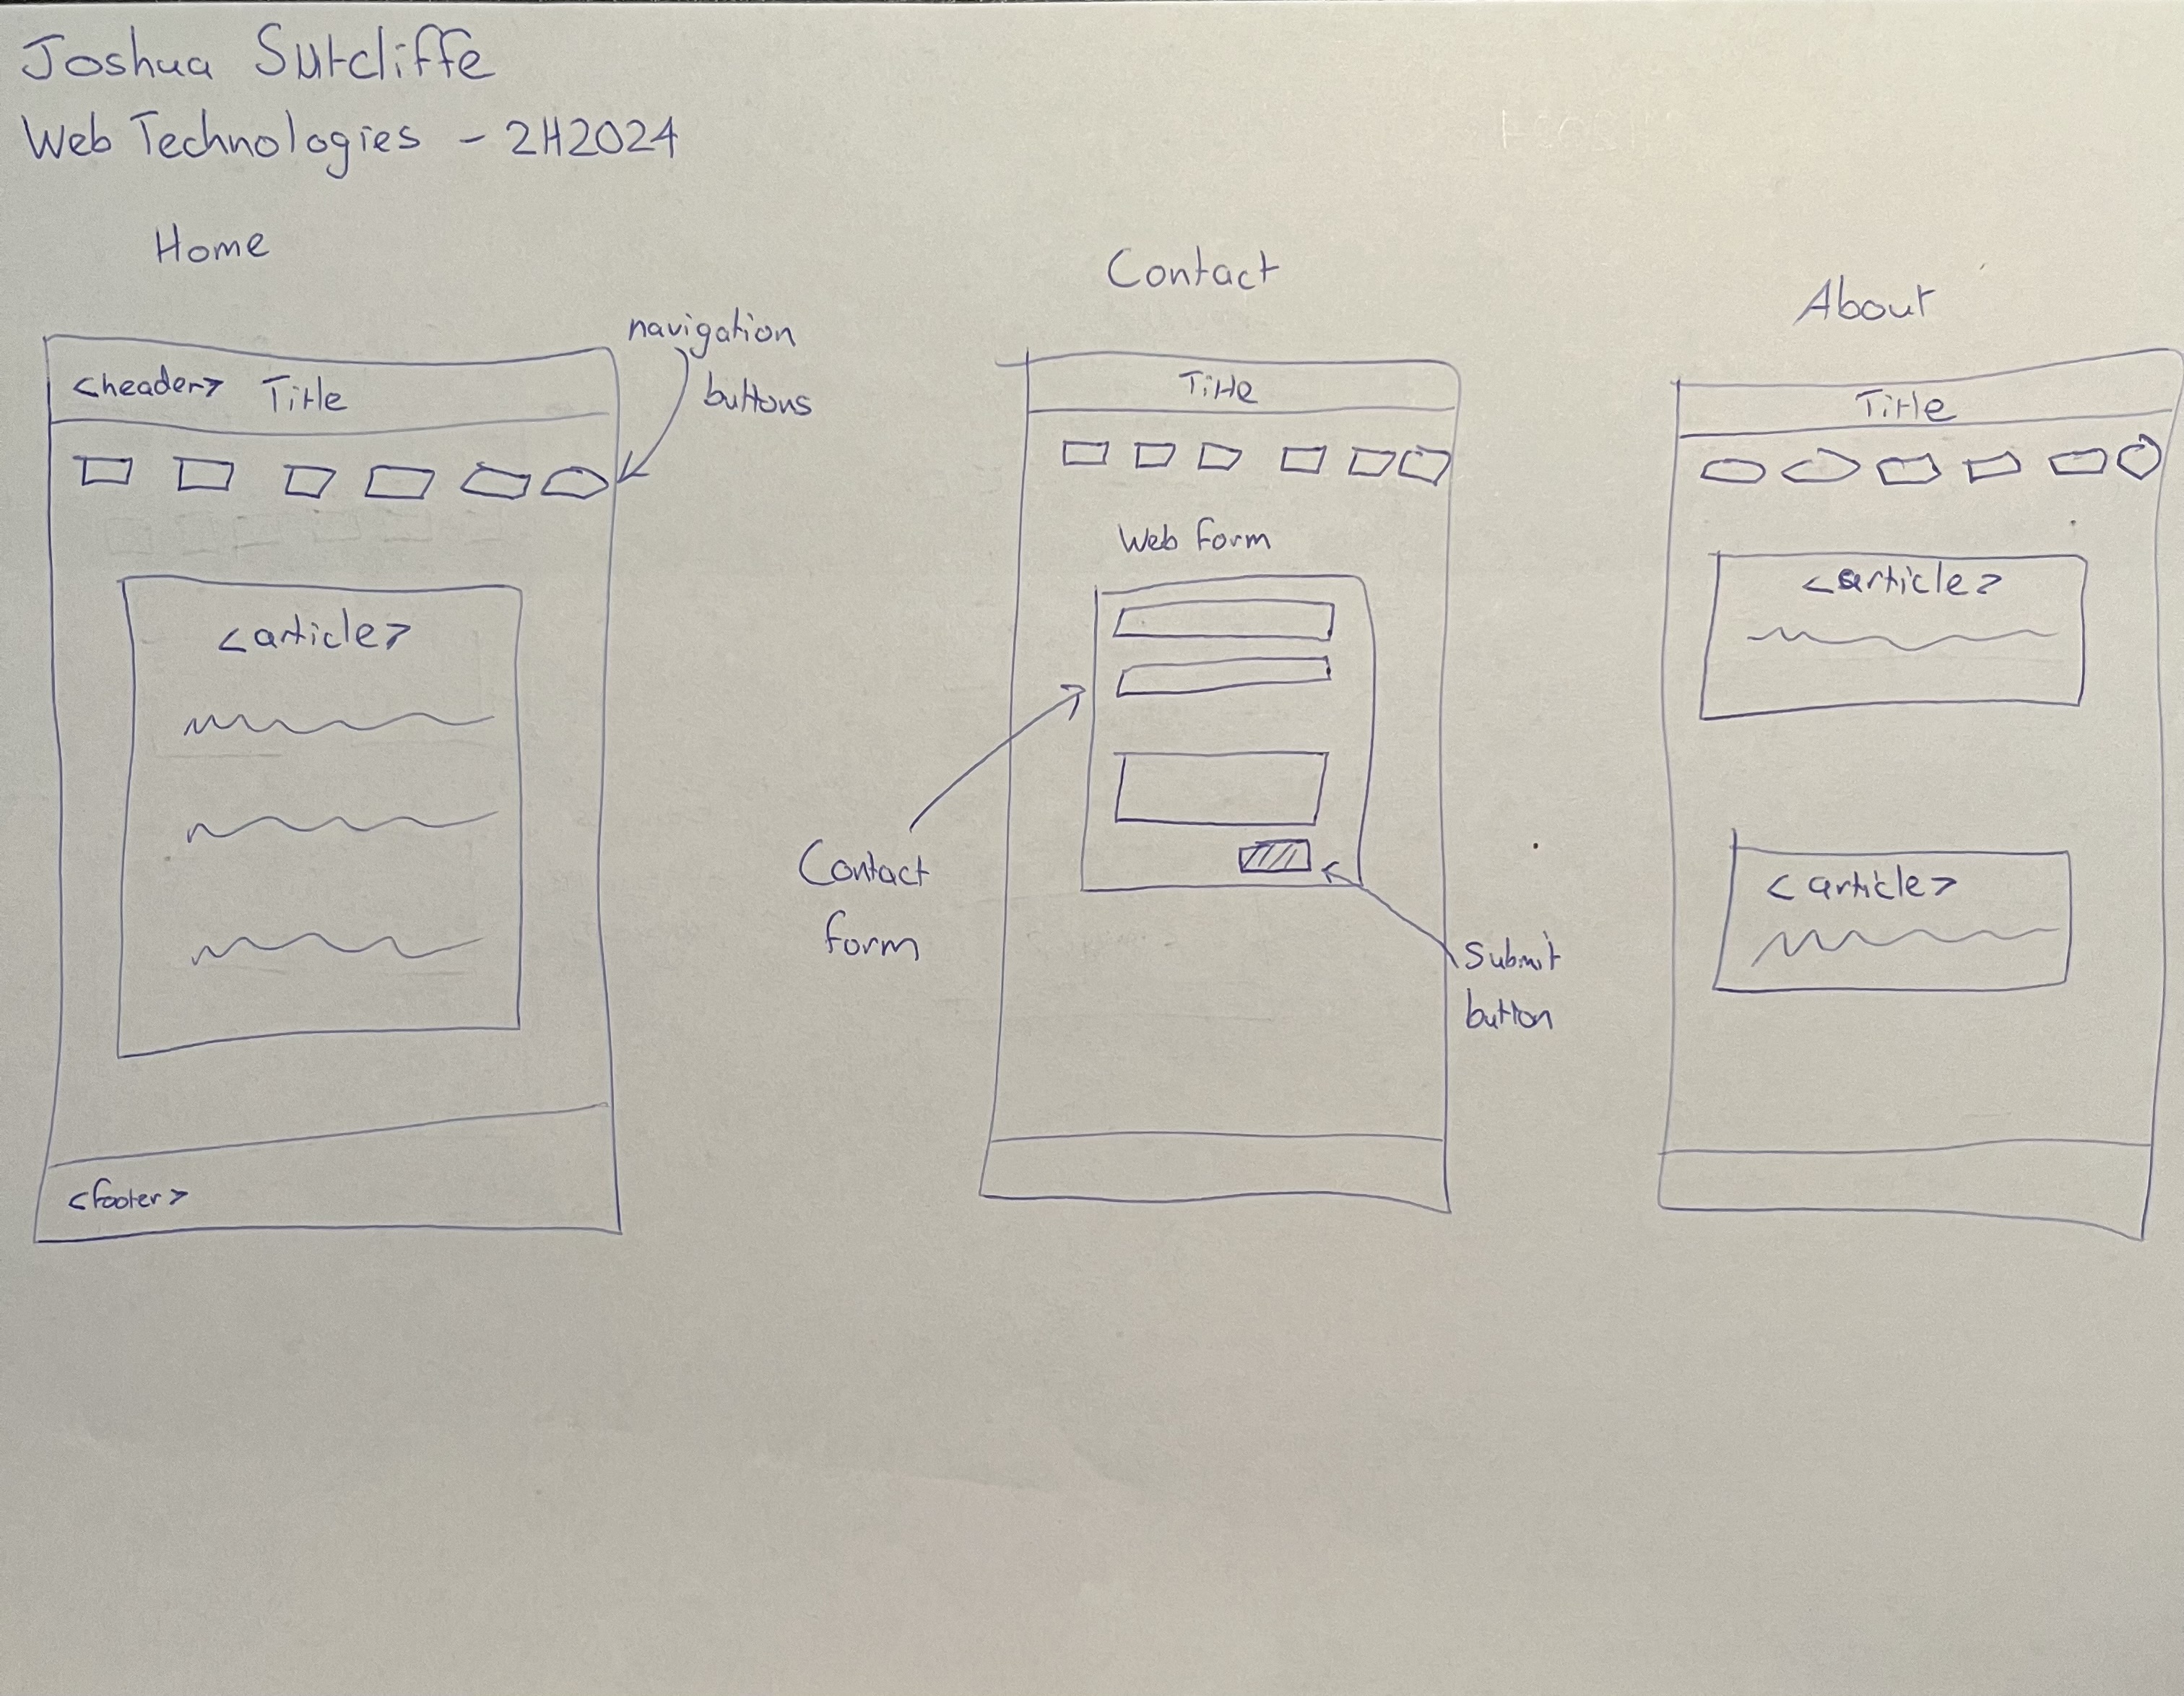 Joshua Sutcliffe
Web Technologies - 2H2024
Home
navigation
buttons
<header> Title
<article>
<footer>
Contact
Title
Web form
Contact
form
Submit
button
About
Title
<article>
<article>